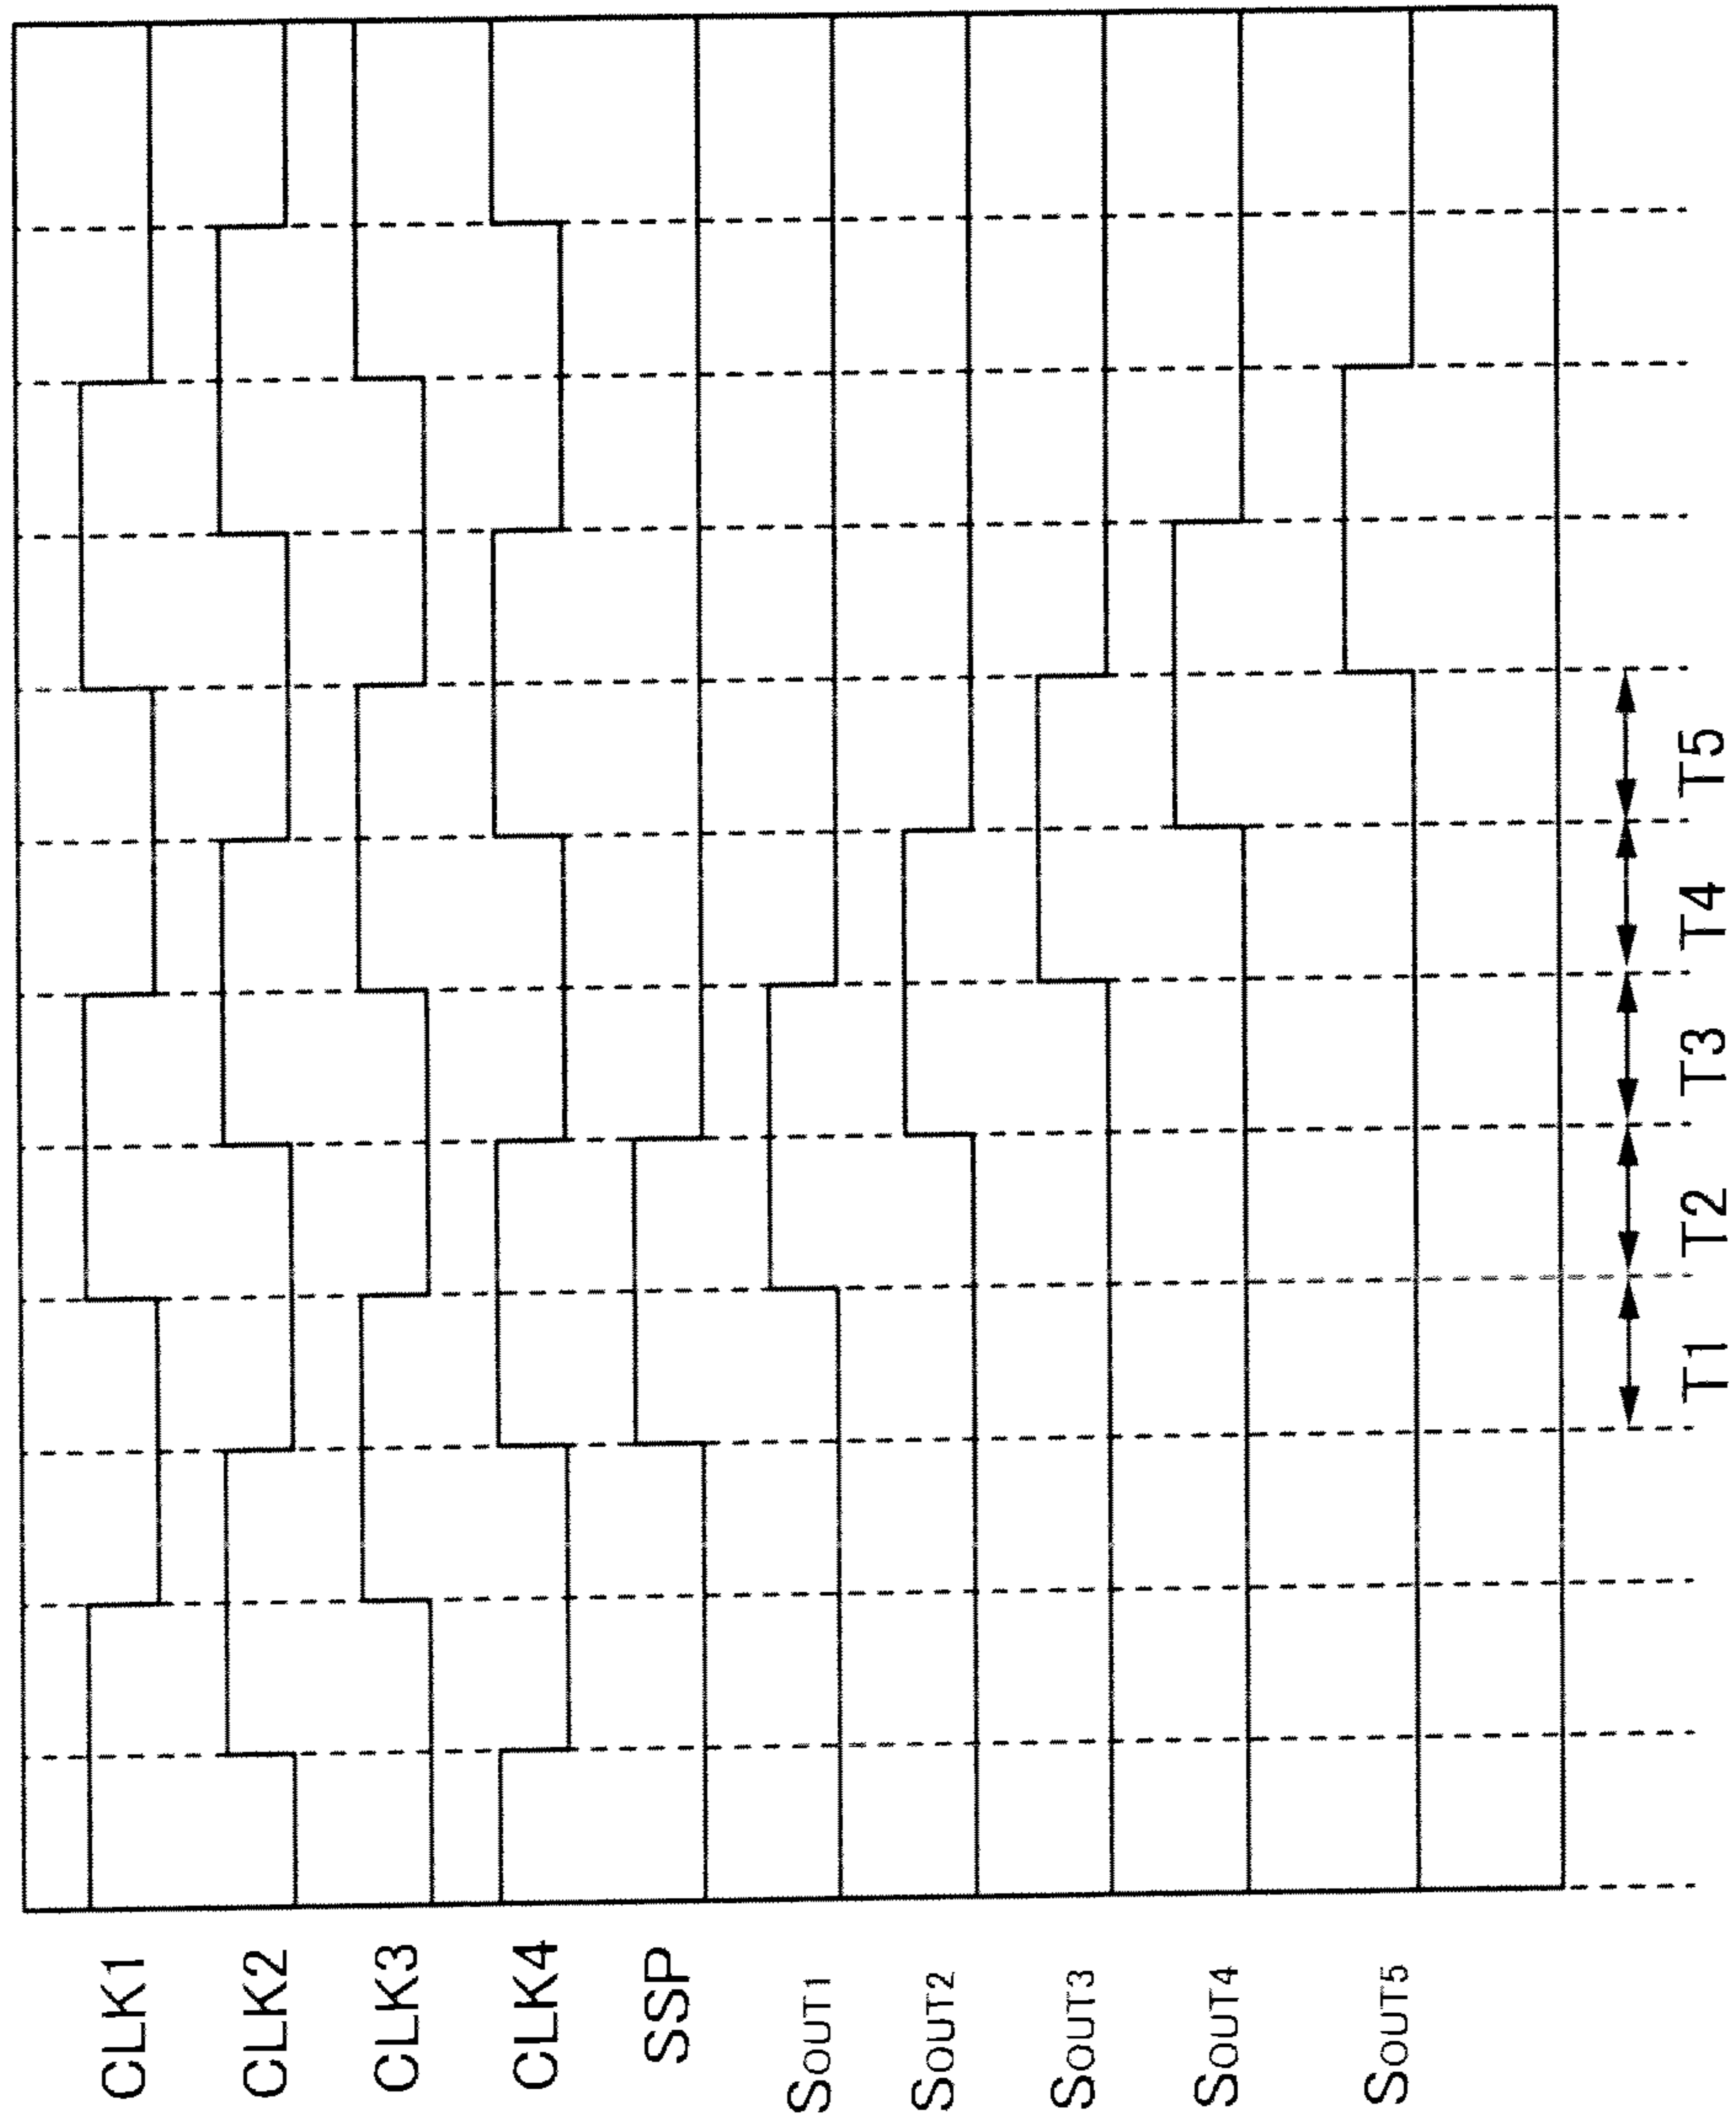 CLK1
CLK2
CLK3
CLK4
SSP
SOUT1
SOUT2
SOUT3
SOUT4
SOUT5
T1 T2 T3 T4 T5